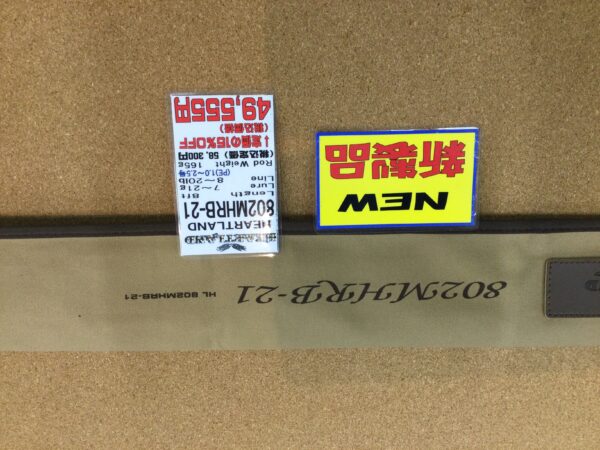 HEARTLAND
802MHRB-21
Length 8ft
Lure 7～21g
Line 8～20lb
(PE)1.0～2.5号
Rod Weight 165g
(税込定価) 58,300円
↓定価の15%OFF
(税込価格)
49,555円
NEW
新製品
802MHRB-21
HL 802MHRB-21